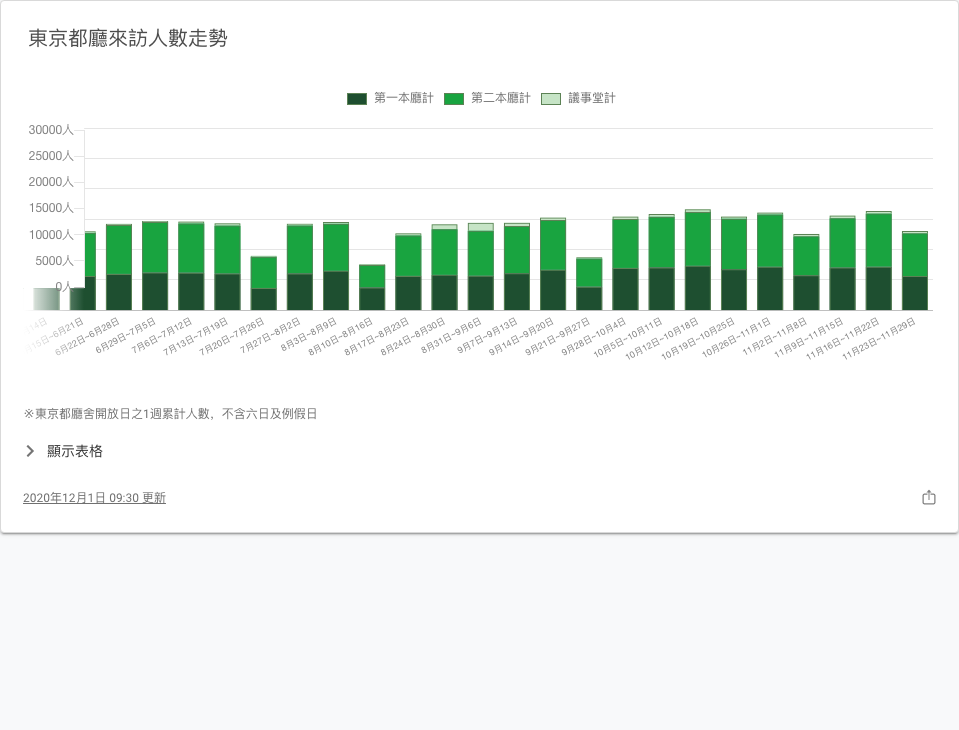 東京都廳來訪人數走勢
第一本廳計 第二本廳計 議事堂計
30000人
25000人
20000人
15000人
10000人
5000人
0人
6月22日~6月28日
6月29日~7月5日
7月6日~7月12日
7月13日~7月19日
7月20日~7月26日
7月27日~8月2日
8月3日~8月9日
8月10日~8月16日
8月17日~8月23日
8月24日~8月30日
8月31日~9月6日
9月7日~9月13日
9月14日~9月20日
9月21日~9月27日
9月28日~10月4日
10月5日~10月11日
10月12日~10月18日
10月19日~10月25日
10月26日~11月1日
11月2日~11月8日
11月9日~11月15日
11月16日~11月22日
11月23日~11月29日
※東京都廳舍開放日之1週累計人數，不含六日及例假日
顯示表格
2020年12月1日 09:30 更新